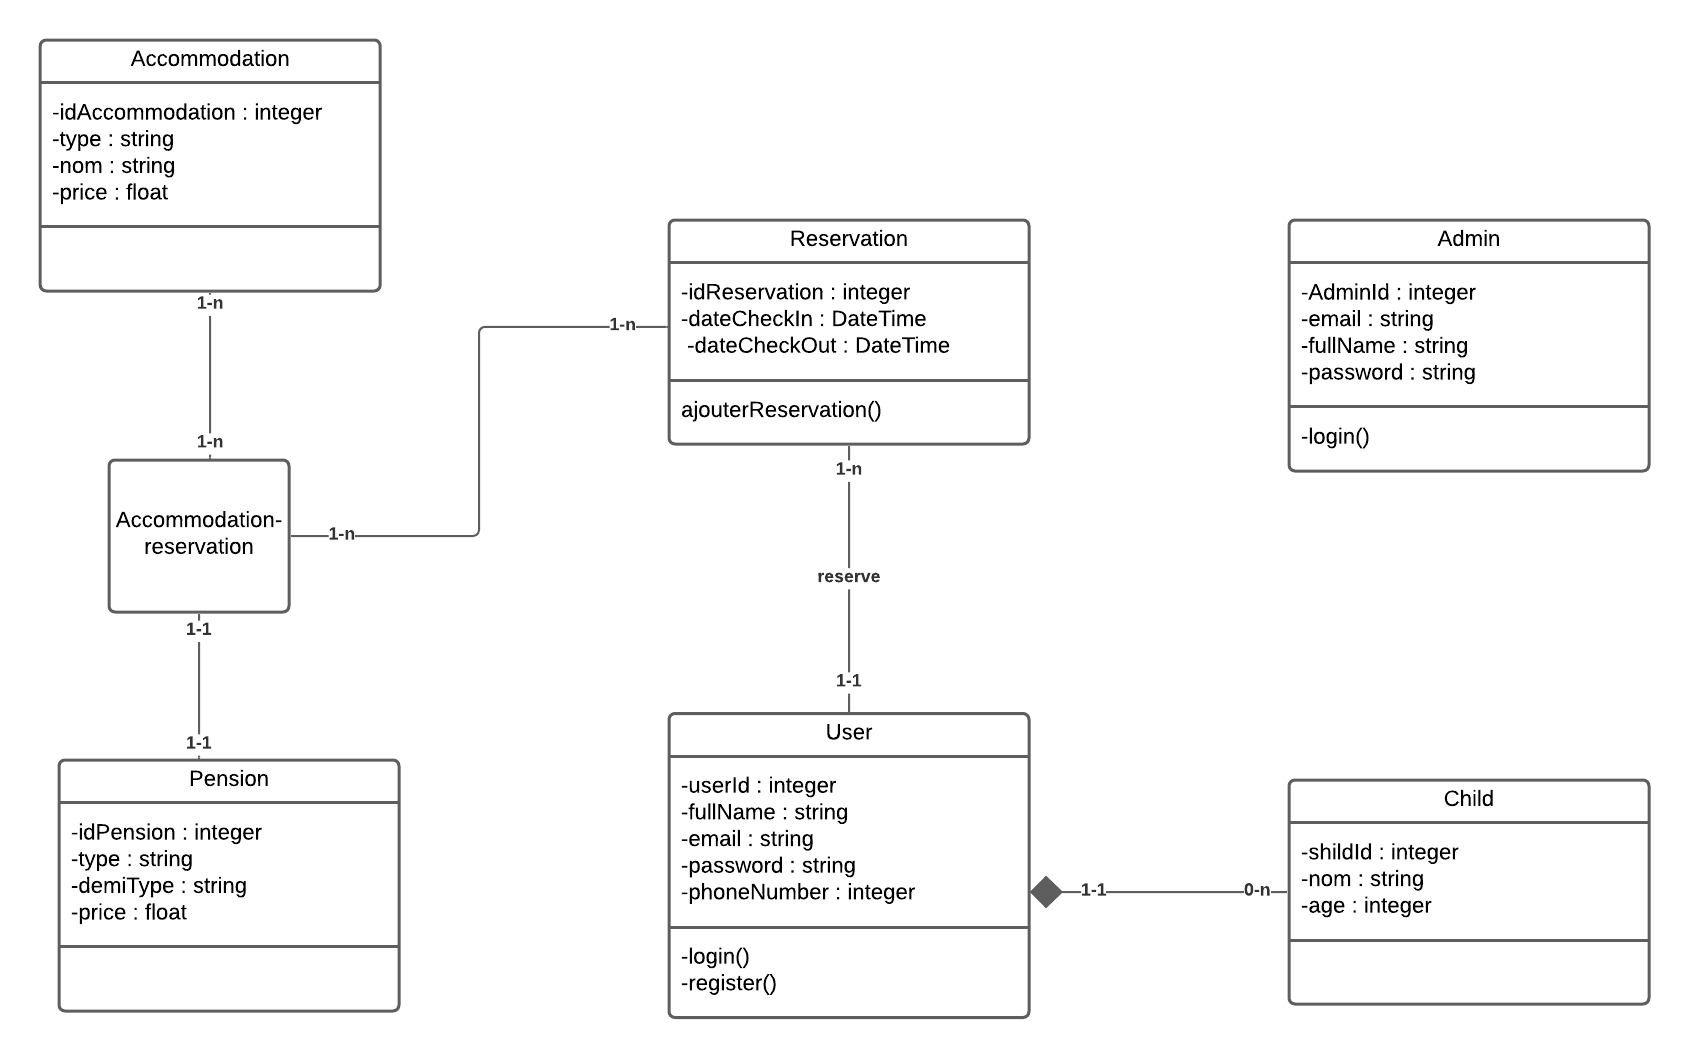 Accommodation
-idAccommodation : integer
-type : string
-nom : string
-price : float
1-n
1-n
Accommodation-
reservation
1-n
1-n
1-1
1-1
Pension
-idPension : integer
-type : string
-demiType : string
-price : float
Reservation
-idReservation : integer
-dateCheckIn : DateTime
-dateCheckOut : DateTime
ajouterReservation()
1-n
reserve
1-1
User
-userId : integer
-fullName : string
-email : string
-password : string
-phoneNumber : integer
-login()
-register()
1-1
0-n
Admin
-AdminId : integer
-email : string
-fullName : string
-password : string
-login()
Child
-shildId : integer
-nom : string
-age : integer